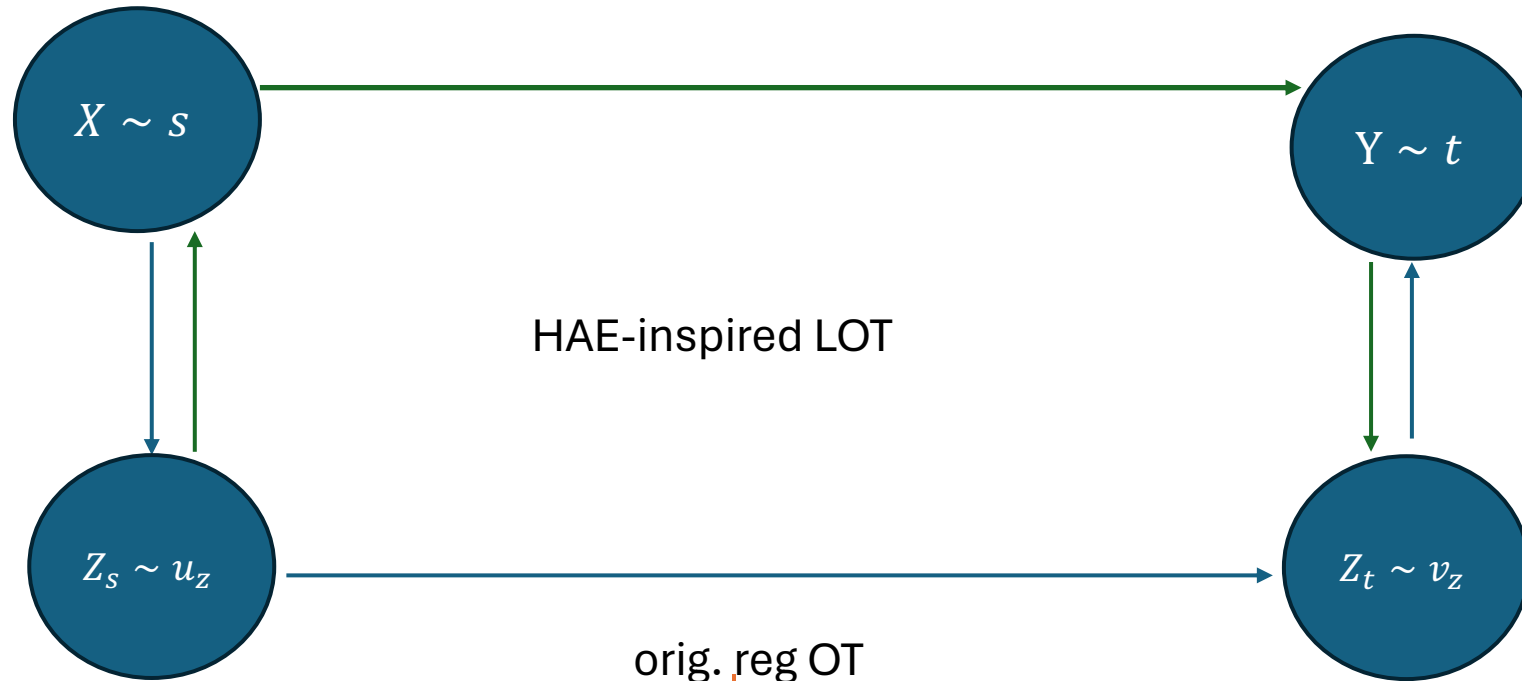 X ~ s
Y ~ t
HAE-inspired LOT
Z_s ~ u_z
Z_t ~ v_z
orig. reg OT